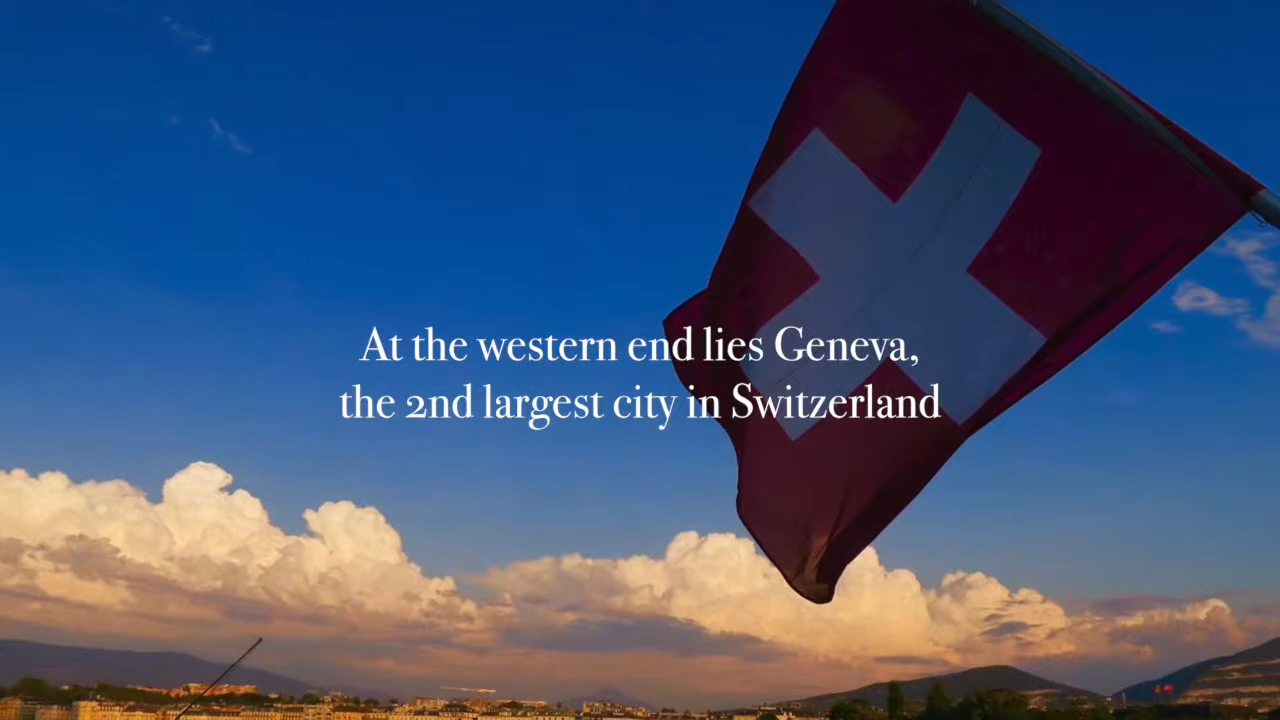 At the western end lies Geneva,
the 2nd largest city in Switzerland